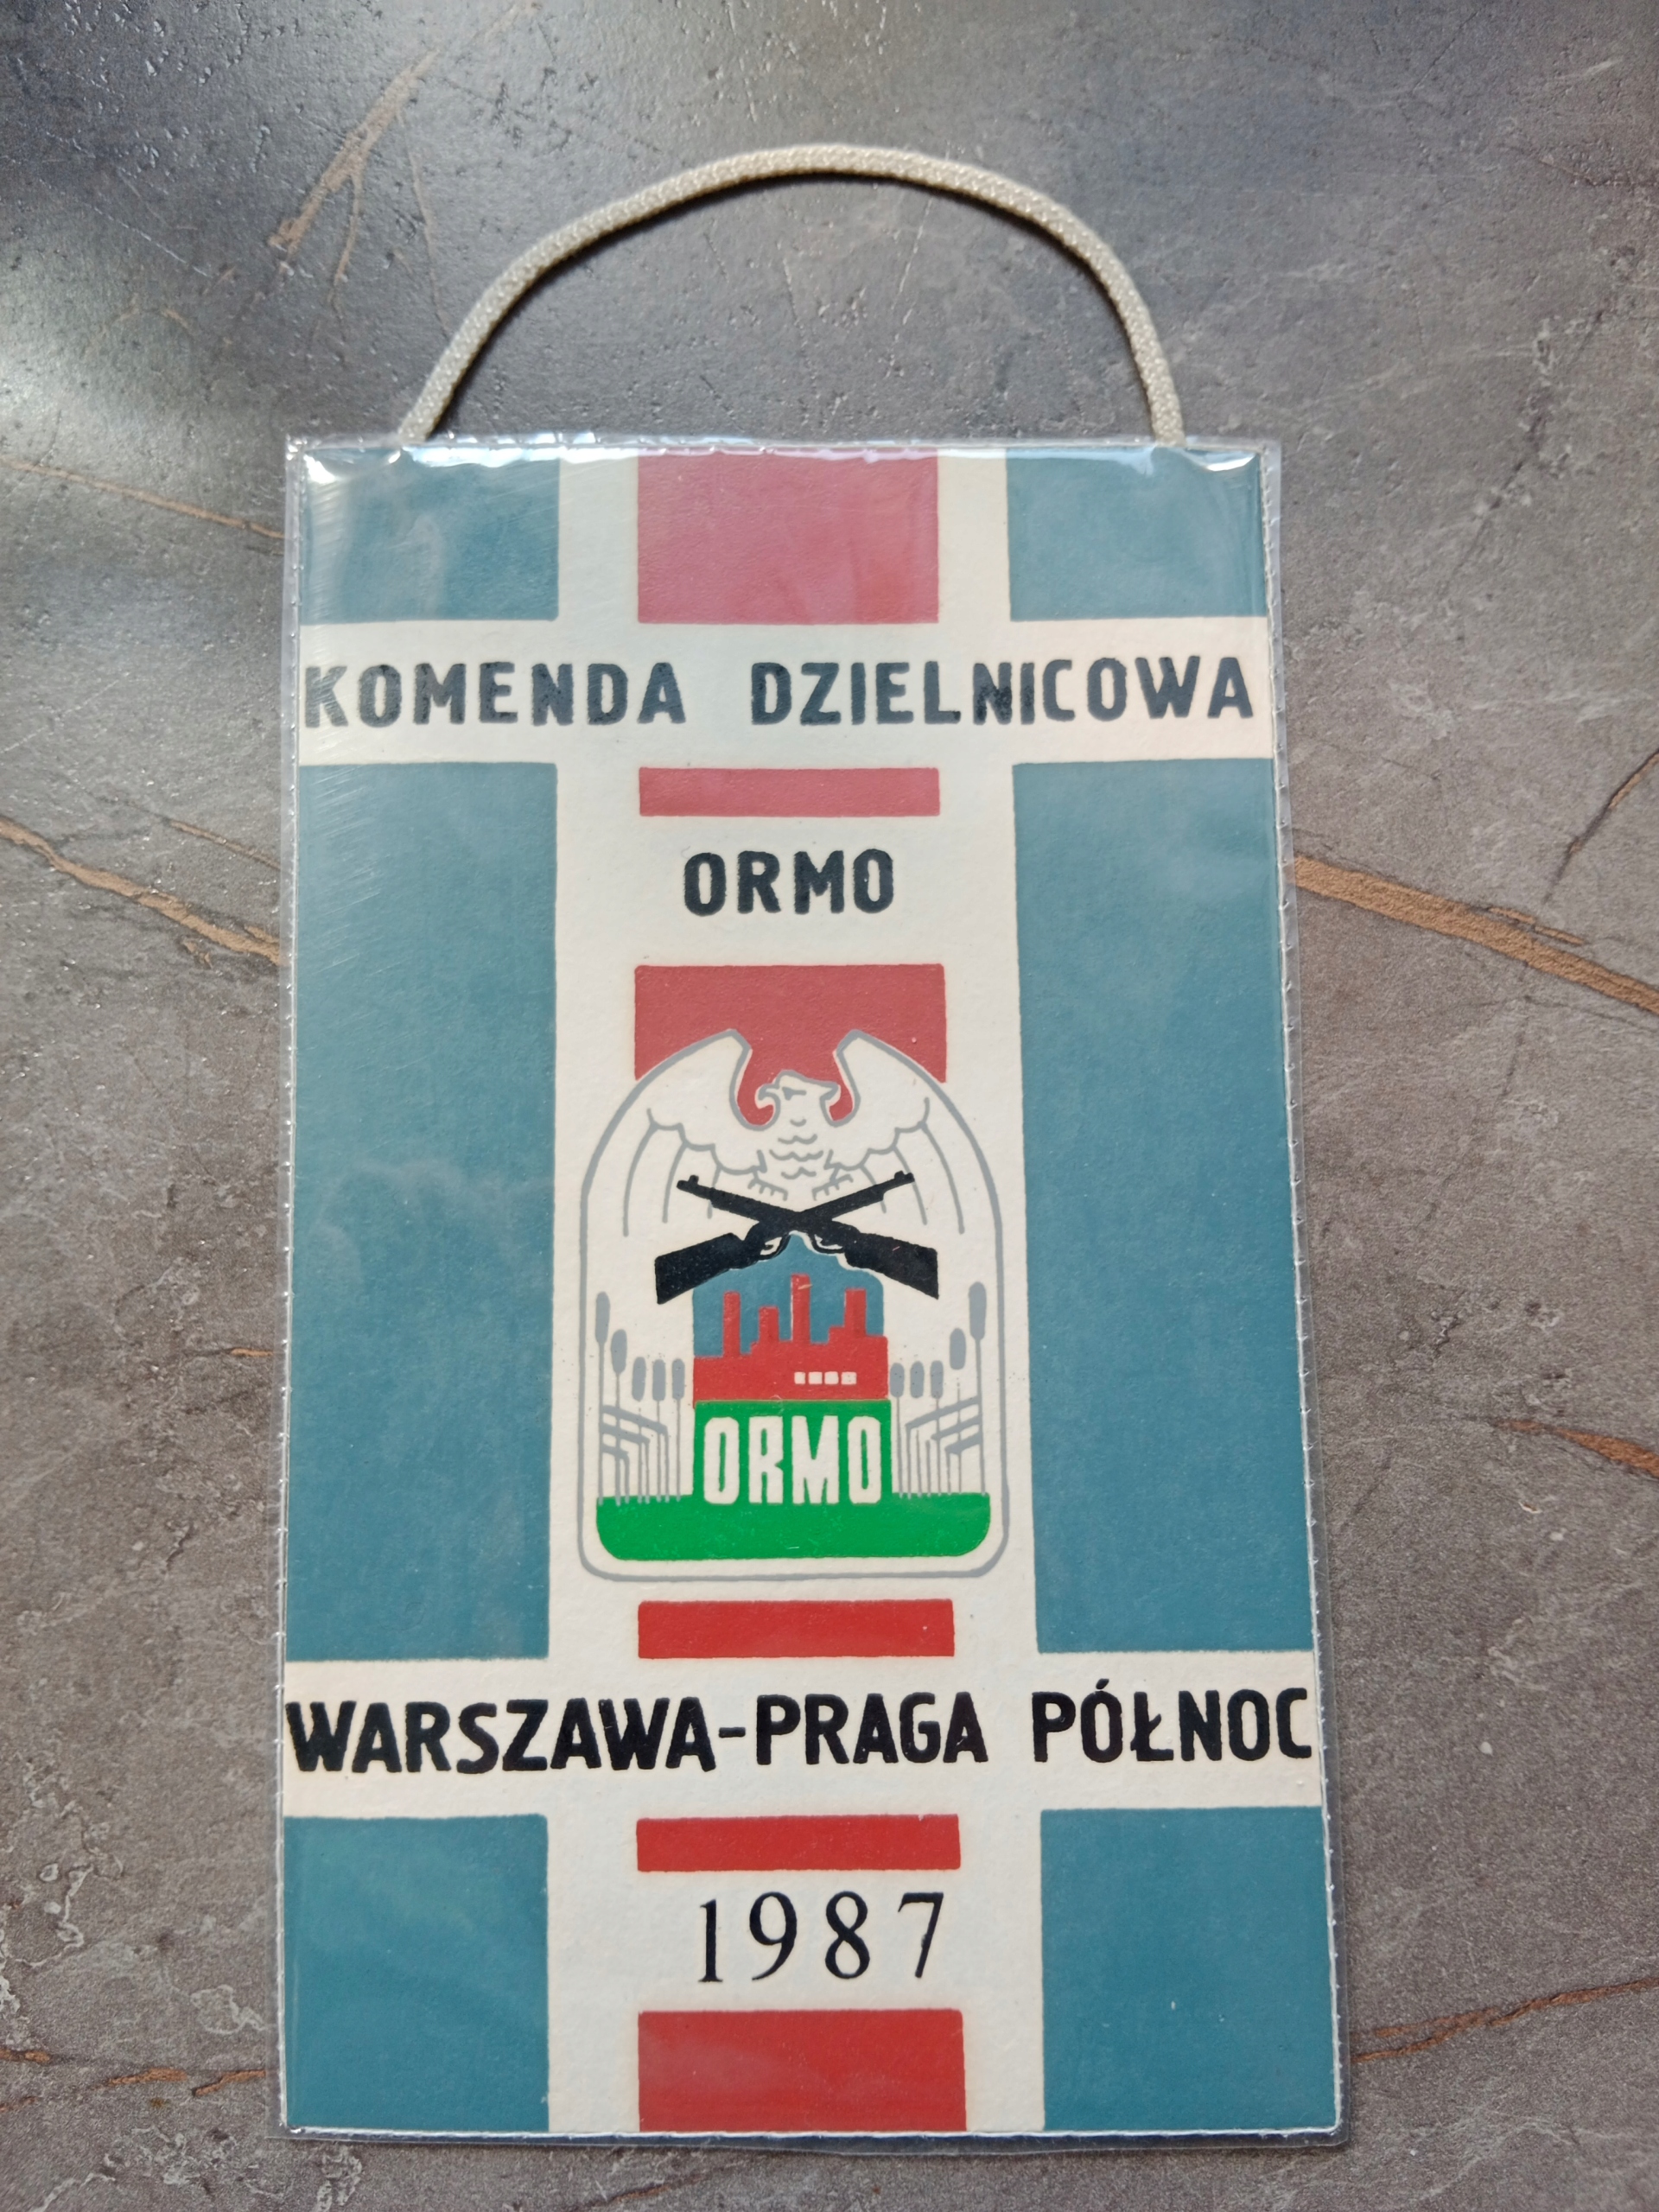 KOMENDA DZIELNICOWA
ORMO
ORMO
WARSZAWA-PRAGA PÓŁNOC
1987